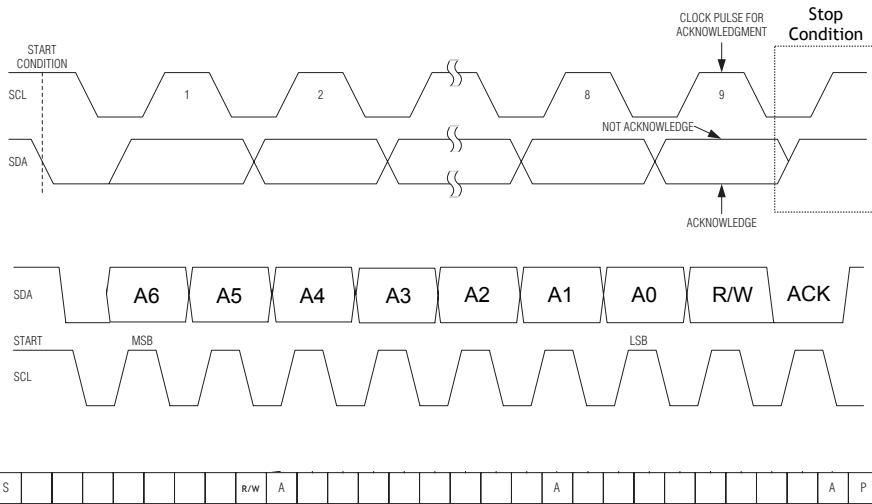 CLOCK PULSE FOR
ACKNOWLEDGMENT
Stop
Condition
START
CONDITION
SCL
1
2
8
9
NOT ACKNOWLEDGE
SDA
ACKNOWLEDGE
SDA
A6
A5
A4
A3
A2
A1
A0
R/W
ACK
START
MSB
LSB
SCL
S
R/W
A
A
A
P